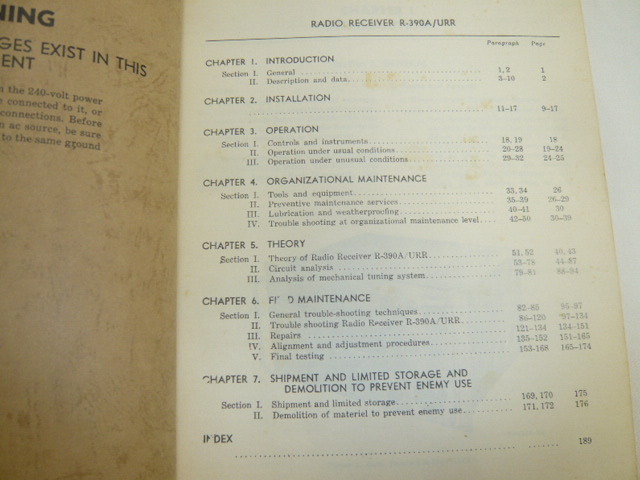 NING
GES EXIST IN THIS
ENT
n the 240-volt power
e connected to it, or
connections. Before
n ac source, be sure
to the same gground
RADIO RECEIVER R-390A/URR
Paragraph Page
CHAPTER 1. INTRODUCTION
Section I. General 1, 2 1
II. Description and data 3-10 2
CHAPTER 2. INSTALLATION
11-17 9-17
CHAPTER 3. OPERATION
Section I. Controls and instruments 18, 19 18
II. Operation under usual conditions 20-28 19-24
III. Operation under unusual conditions 29-32 24-25
CHAPTER 4. ORGANIZATIONAL MAINTENANCE
Section I. Tools and equipment 33, 34 26
II. Preventive maintenance services 35-39 26-29
III. Lubrication and weatherproofing 40-41 30
IV. Trouble shooting at organizational maintenance level 42-50 30-39
CHAPTER 5. THEORY
Section I. Theory of Radio Receiver R-390A/URR 51, 52 40, 43
II. Circuit analysis 53-78 44-87
III. Analysis of mechanical tuning system 79-81 88-94
CHAPTER 6. FI D MAINTENANCE
Section I. General trouble-shooting techniques 82-85 95-97
II. Trouble shooting Radio Receiver R-390A/URR 86-120 97-134
III. Repairs 121-134 134-151
IV. Alignment and adjustment procedures 135-152 151-165
V. Final testing 153-168 165-174
CHAPTER 7. SHIPMENT AND LIMITED STORAGE AND
DEMOLITION TO PREVENT ENEMY USE
Section I. Shipment and limited storage 169, 170 175
II. Demolition of materiel to prevent enemy use 171, 172 176
INDEX
189